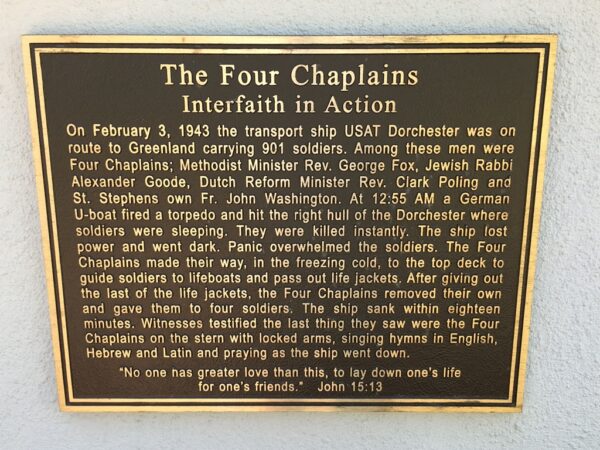 The Four Chaplains
Interfaith in Action
On February 3, 1943 the transport ship USAT Dorchester was on
route to Greenland carrying 901 soldiers. Among these men were
Four Chaplains; Methodist Minister Rev. George Fox, Jewish Rabbi
Alexander Goode, Dutch Reform Minister Rev. Clark Poling and
St. Stephens own Fr. John Washington. At 12:55 AM a German
U-boat fired a torpedo and hit the right hull of the Dorchester where
soldiers were sleeping. They were killed instantly. The ship lost
power and went dark. Panic overwhelmed the soldiers. The Four
Chaplains made their way, in the freezing cold, to the top deck to
guide soldiers to lifeboats and pass out life jackets. After giving out
the last of the life jackets, the Four Chaplains removed their own
and gave them to four soldiers. The ship sank within eighteen
minutes. Witnesses testified the last thing they saw were the Four
Chaplains on the stern with locked arms, singing hymns in English,
Hebrew and Latin and praying as the ship went down.
"No one has greater love than this, to lay down one's life
for one's friends." John 15:13